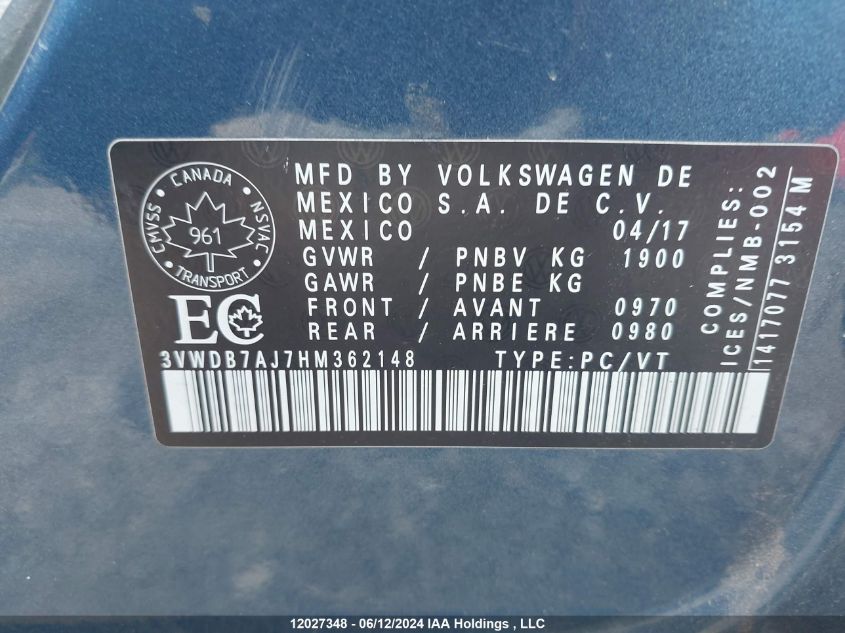 CANADA
CMVSS
NSVAC
961
TRANSPORT
EC
MFD BY VOLKSWAGEN DE
MEXICO S.A. DE C.V.
MEXICO 04/17
GVWR / PNBV KG 1900
GAWR / PNBE KG
FRONT / AVANT 0970
REAR / ARRIERE 0980
3VWDB7AJ7HM362148 TYPE:PC/VT
COMPLIES:
ICES/NMB-002
1417077 3154 M
12027348 - 06/12/2024 IAA Holdings , LLC